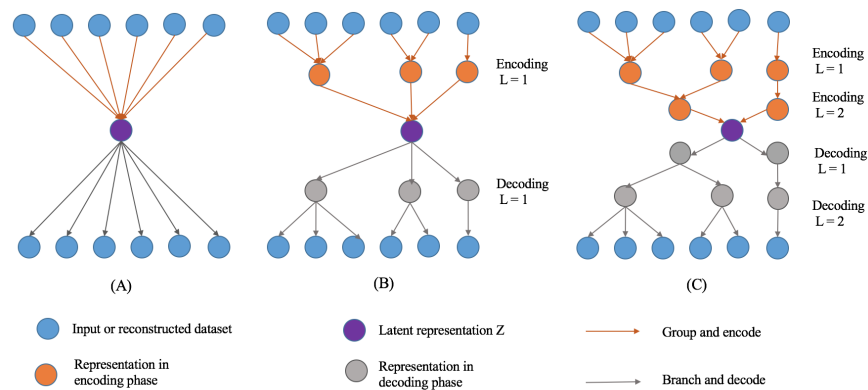 Encoding
L = 1
Decoding
L = 1
Encoding
L = 1
Encoding
L = 2
Decoding
L = 1
Decoding
L = 2
(A)
(B)
(C)
Input or reconstructed dataset
Latent representation Z
Group and encode
Representation in
encoding phase
Representation in
decoding phase
Branch and decode